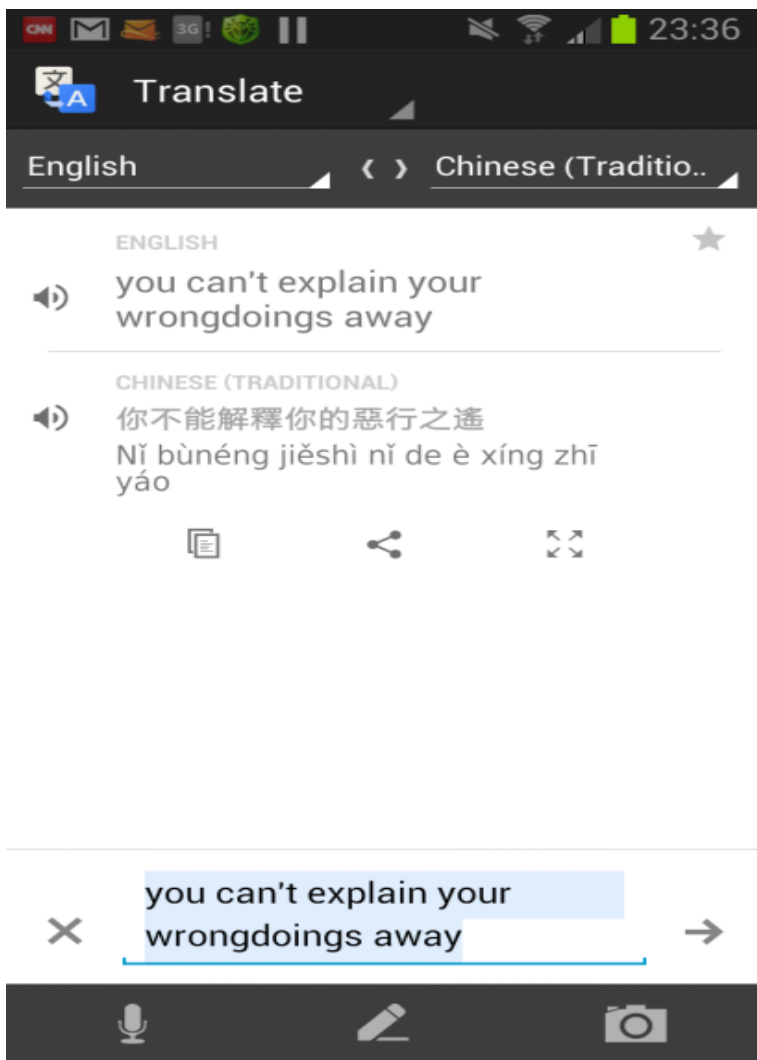 CNN 3G! 23:36
文A Translate
English Chinese (Traditio..
ENGLISH
you can't explain your
wrongdoings away
CHINESE (TRADITIONAL)
你不能解釋你的惡行之遙
Nǐ bùnéng jiěshì nǐ de è xíng zhī
yáo
you can't explain your
wrongdoings away